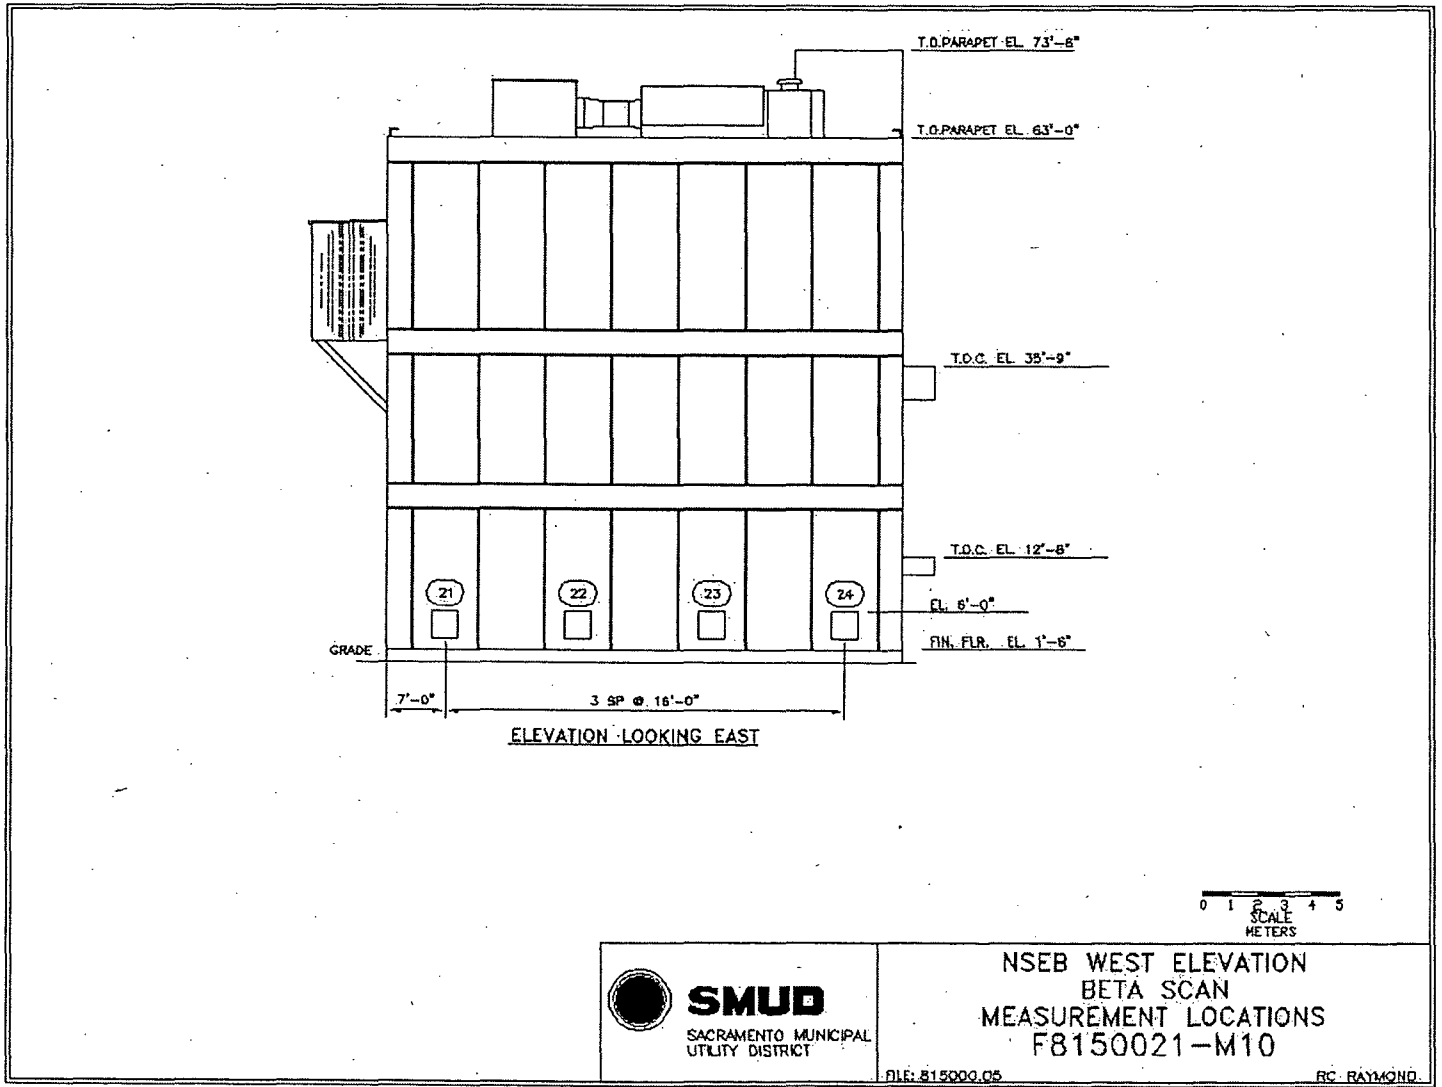 T.O.PARAPET EL. 73'-6"
T.O.PARAPET EL. 63'-0"
T.O.C. EL. 35'-9"
T.O.C. EL. 12'-8"
21
22
23
24
EL. 6'-0"
GRADE
FIN. FLR. EL. 1'-6"
7'-0"
3 SP @ 16'-0"
ELEVATION LOOKING EAST
0 1 2 3 4 5
SCALE
METERS
SMUD
SACRAMENTO MUNICIPAL
UTILITY DISTRICT
NSEB WEST ELEVATION
BETA SCAN
MEASUREMENT LOCATIONS
F8150021-M10
FILE: 815000.05
RC RAYMOND